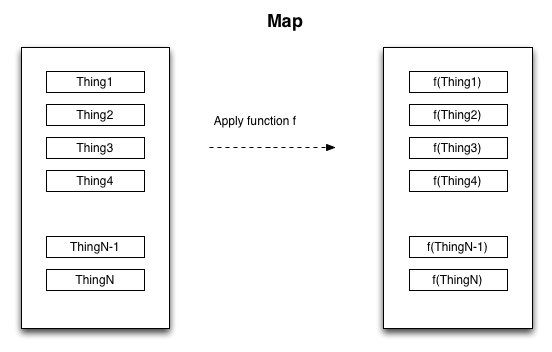 Map
Thing1
Thing2
Thing3
Thing4
ThingN-1
ThingN
Apply function f
f(Thing1)
f(Thing2)
f(Thing3)
f(Thing4)
f(ThingN-1)
f(ThingN)